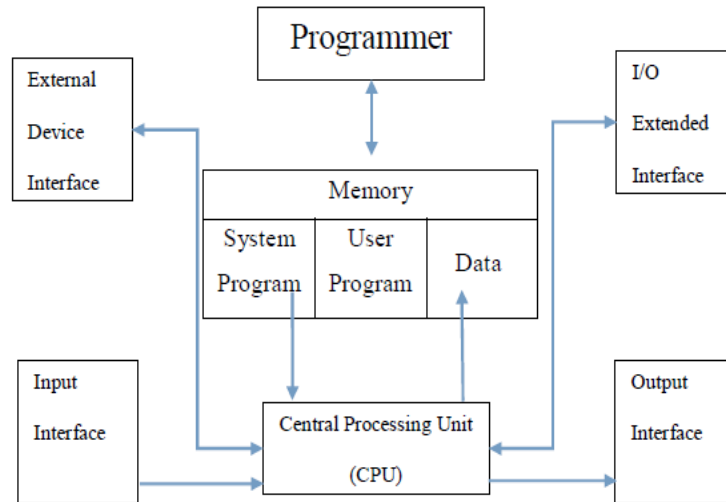 Programmer
External
Device
Interface
I/O
Extended
Interface
Memory
System
Program
User
Program
Data
Input
Interface
Central Processing Unit
(CPU)
Output
Interface